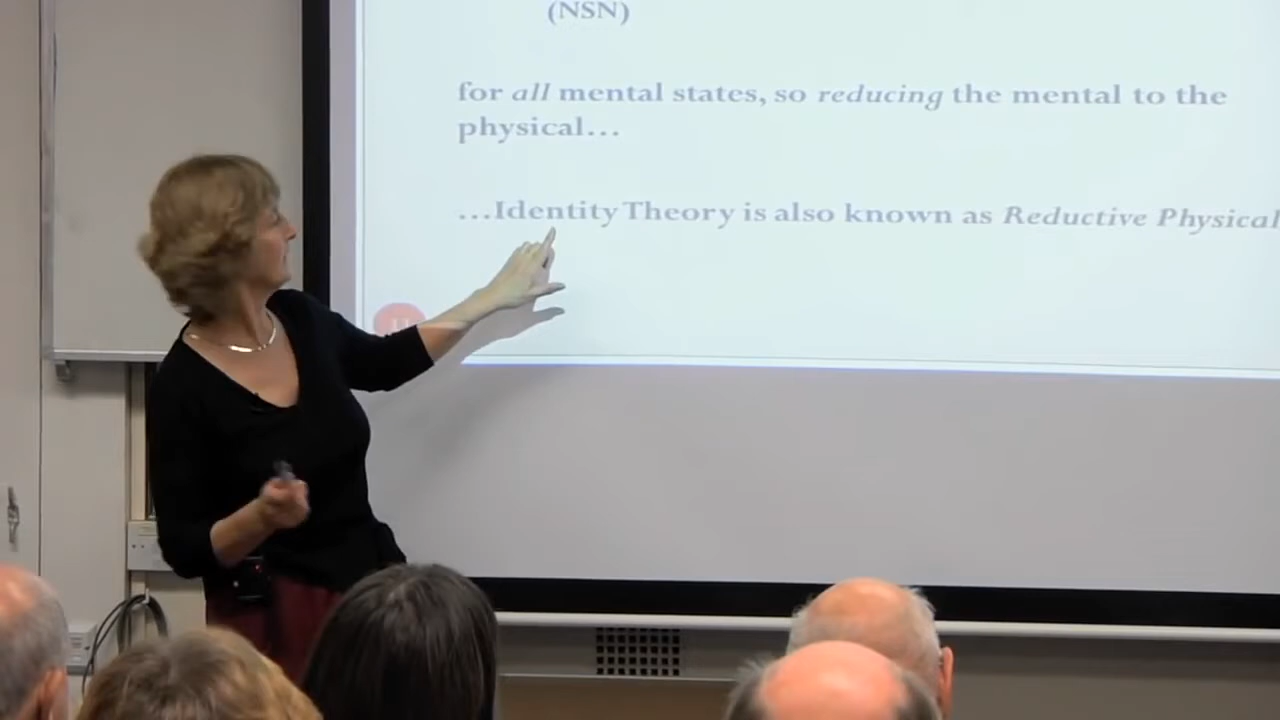 (NSN)
for all mental states, so reducing the mental to the
physical...
...Identity Theory is also known as Reductive Physical
11